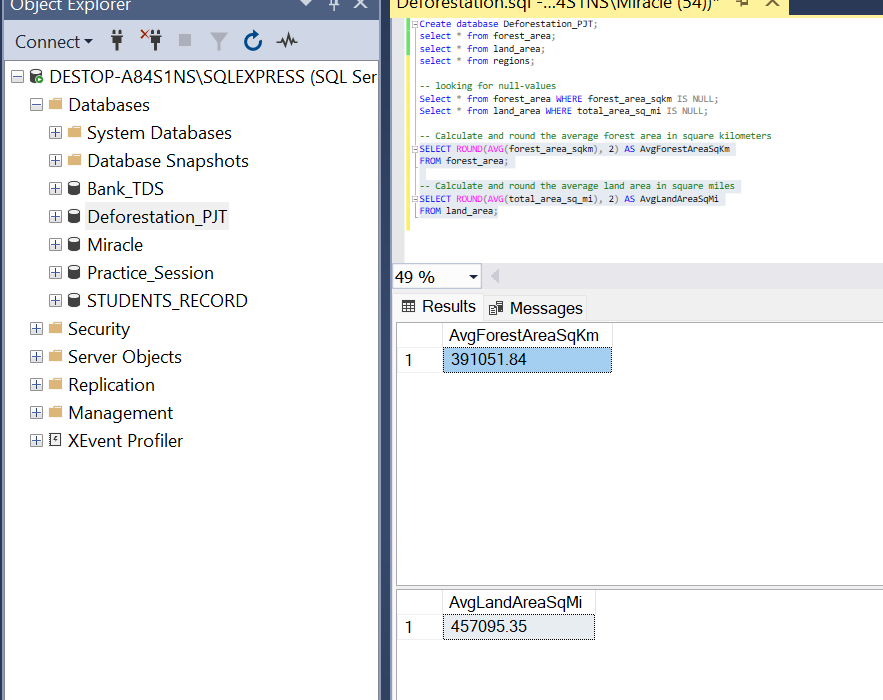 Object Explorer
Connect
DESTOP-A84S1NS\SQLEXPRESS (SQL Ser
Databases
System Databases
Database Snapshots
Bank_TDS
Deforestation_PJT
Miracle
Practice_Session
STUDENTS_RECORD
Security
Server Objects
Replication
Management
XEvent Profiler
Deforestation.sql -...4S1NS\Miracle (54))*
Create database Deforestation_PJT;
select * from forest_area;
select * from land_area;
select * from regions;
-- looking for null-values
Select * from forest_area WHERE forest_area_sqkm IS NULL;
Select * from land_area WHERE total_area_sq_mi IS NULL;
-- Calculate and round the average forest area in square kilometers
SELECT ROUND(AVG(forest_area_sqkm), 2) AS AvgForestAreaSqKm
FROM forest_area;
-- Calculate and round the average land area in square miles
SELECT ROUND(AVG(total_area_sq_mi), 2) AS AvgLandAreaSqMi
FROM land_area;
49 %
Results
Messages
AvgForestAreaSqKm
1 391051.84
AvgLandAreaSqMi
1 457095.35